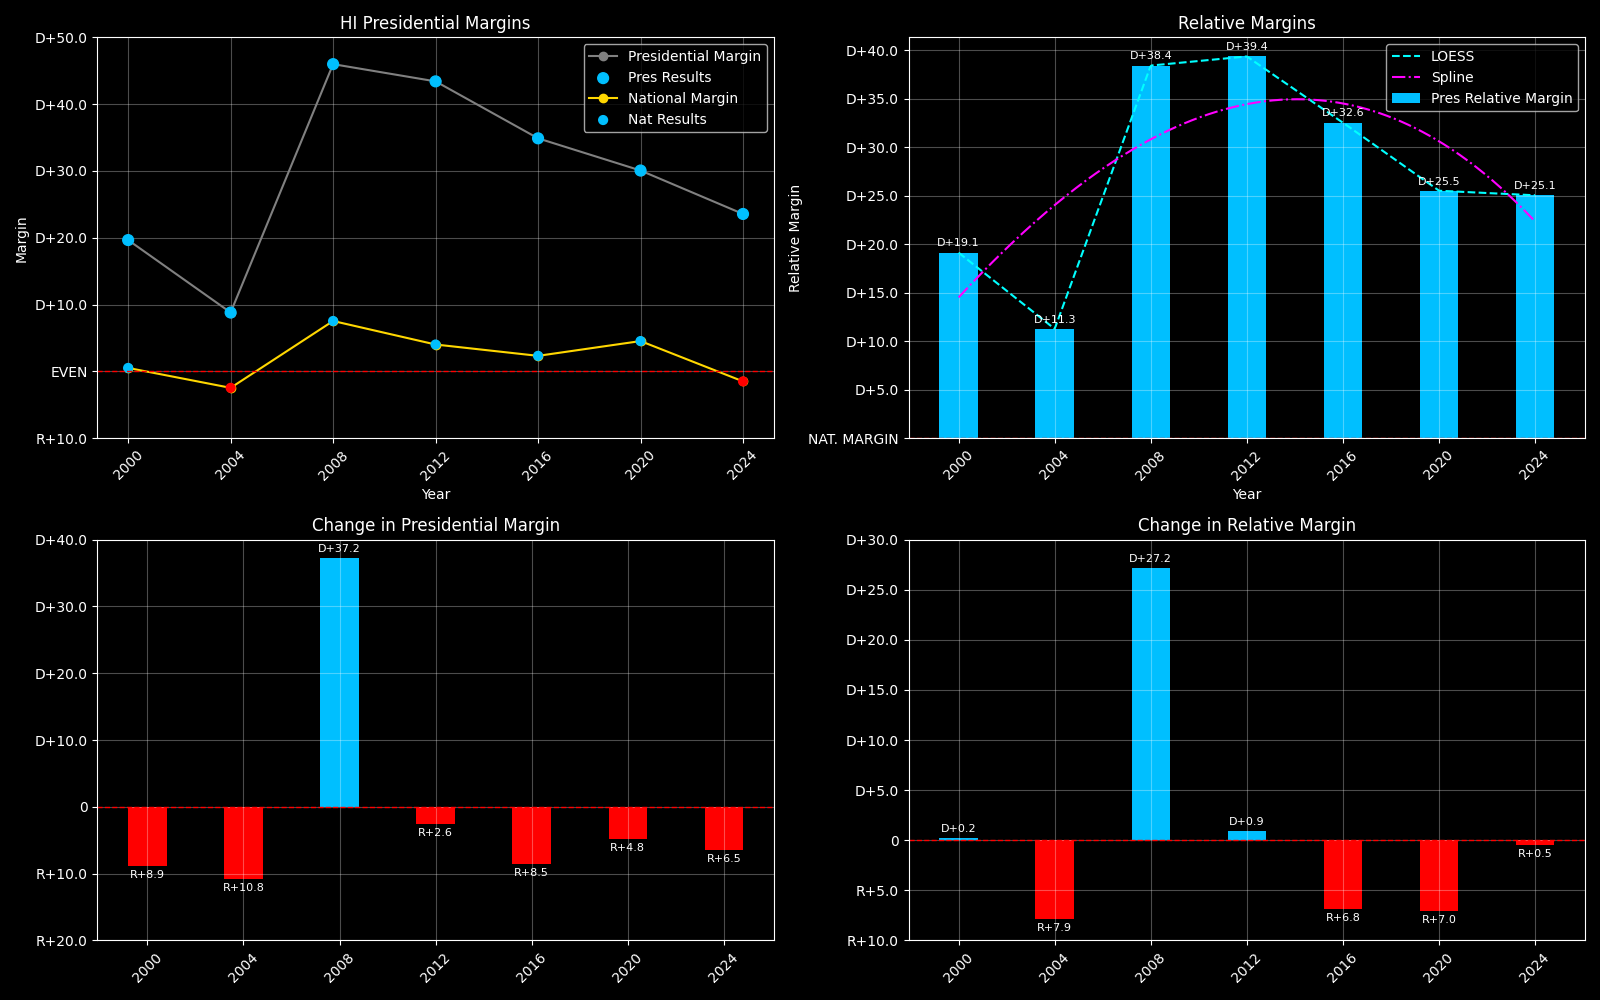 HI Presidential Margins
D+50.0
D+40.0
D+30.0
D+20.0
D+10.0
EVEN
R+10.0
Margin
Presidential Margin
Pres Results
National Margin
Nat Results
2000
2004
2008
2012
2016
2020
2024
Year
Relative Margins
D+40.0
D+35.0
D+30.0
D+25.0
D+20.0
D+15.0
D+10.0
D+5.0
NAT. MARGIN
Relative Margin
LOESS
Spline
Pres Relative Margin
D+19.1
D+11.3
D+38.4
D+39.4
D+32.6
D+25.5
D+25.1
2000
2004
2008
2012
2016
2020
2024
Year
Change in Presidential Margin
D+40.0
D+30.0
D+20.0
D+10.0
0
R+10.0
R+20.0
R+8.9
R+10.8
D+37.2
R+2.6
R+8.5
R+4.8
R+6.5
2000
2004
2008
2012
2016
2020
2024
Change in Relative Margin
D+30.0
D+25.0
D+20.0
D+15.0
D+10.0
D+5.0
0
R+5.0
R+10.0
D+0.2
R+7.9
D+27.2
D+0.9
R+6.8
R+7.0
R+0.5
2000
2004
2008
2012
2016
2020
2024